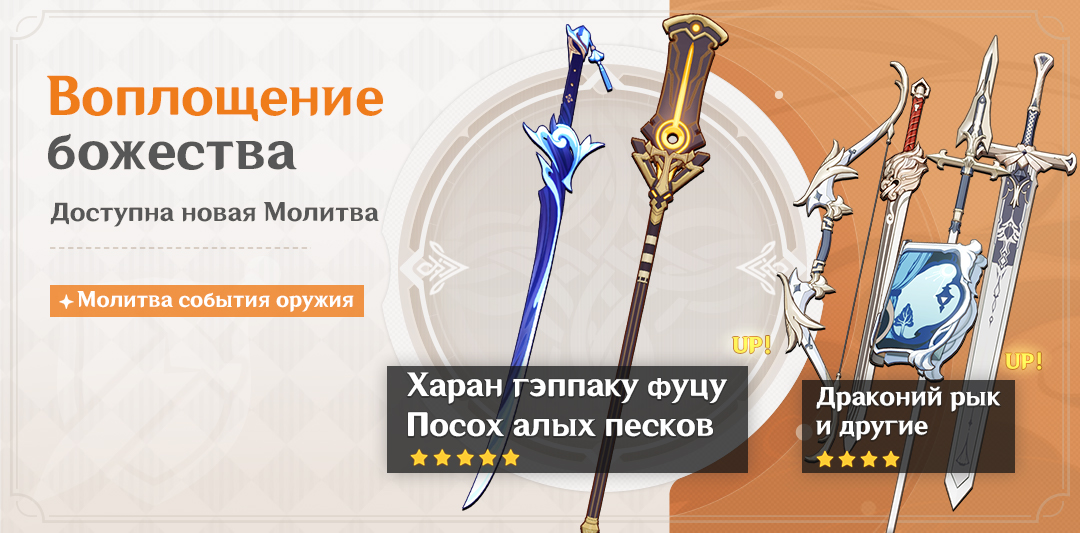 Воплощение
божества
Доступна новая Молитва
Молитва события оружия
UP!
Харан гэппаку фуцу
Посох алых песков
UP!
Драконий рык
и другие